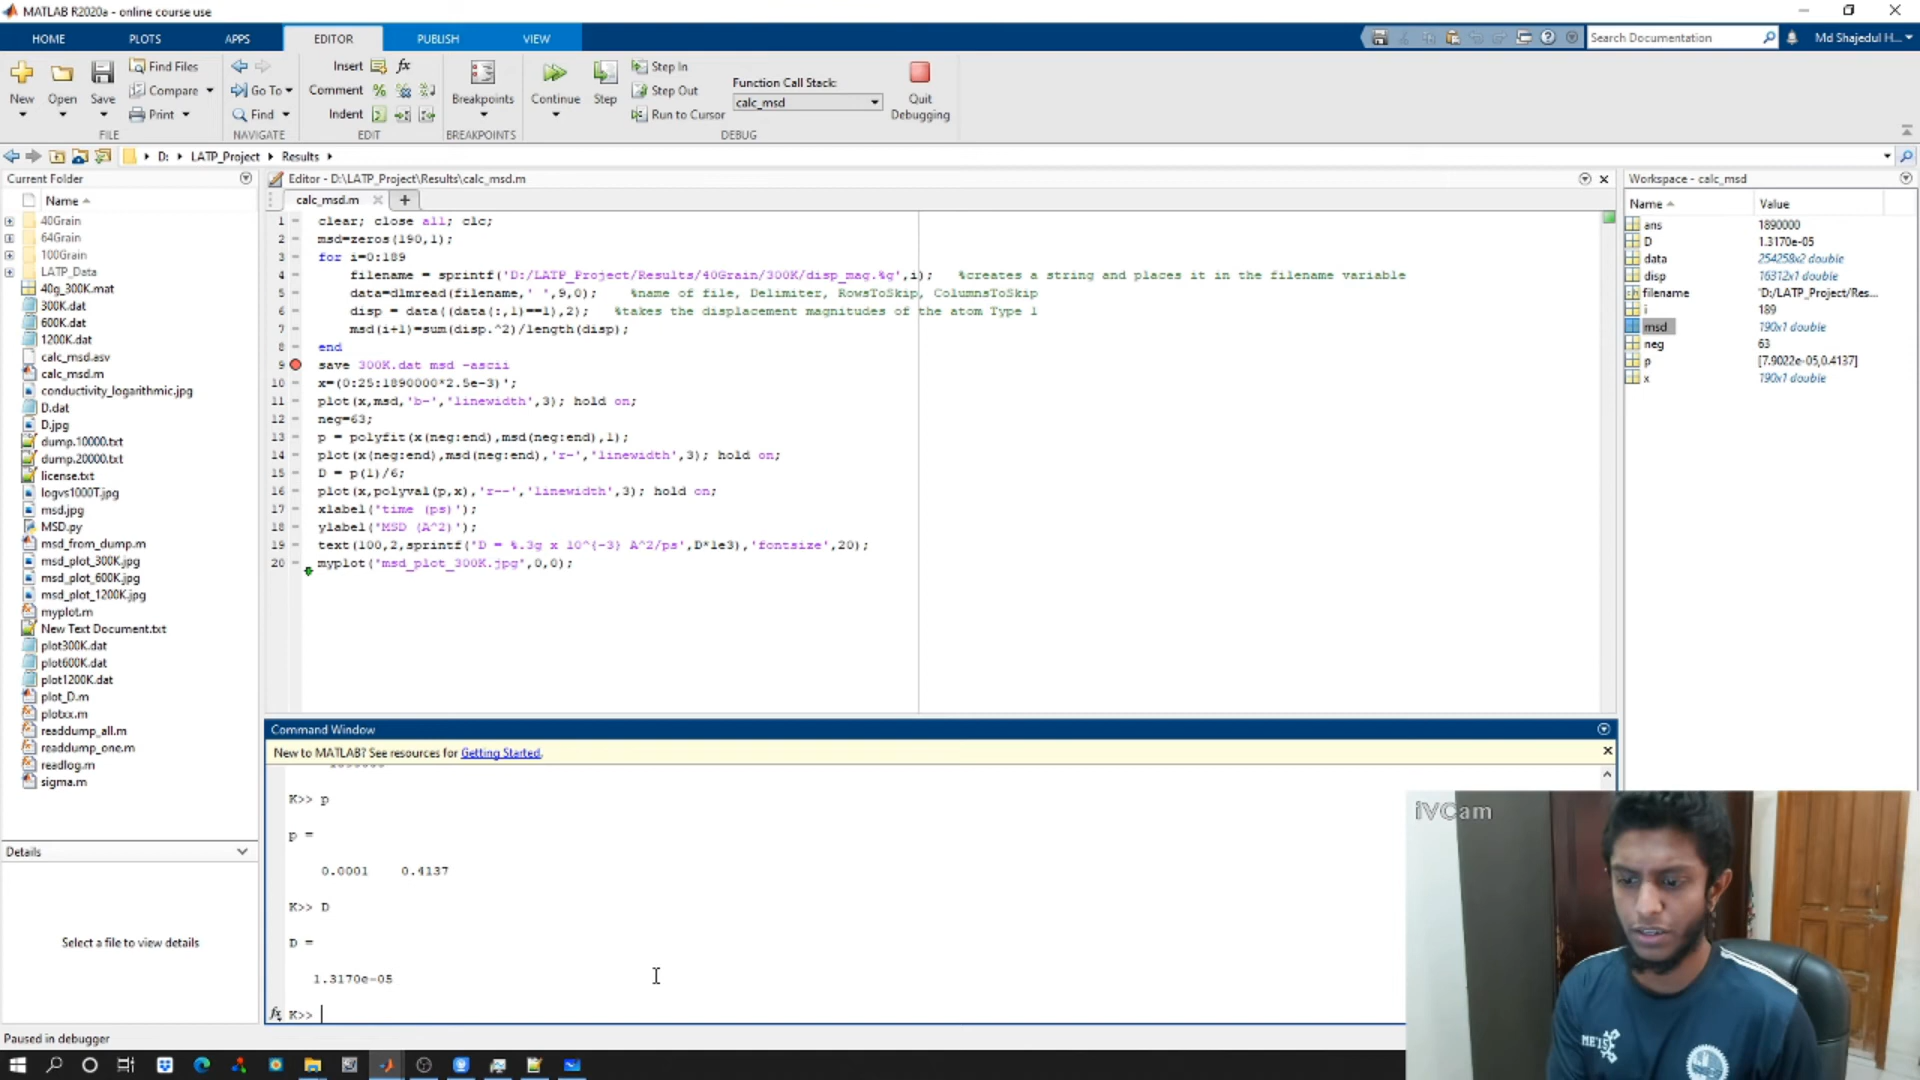 MATLAB R2020a - online course use
HOME PLOTS APPS EDITOR PUBLISH VIEW
Search Documentation
Md Shajedul H...
New Open Save
Find Files
Compare
Print
FILE
Go To
Find
NAVIGATE
Insert
Comment
Indent
EDIT
Breakpoints
BREAKPOINTS
Continue
Step
Step In
Step Out
Run to Cursor
Function Call Stack:
calc_msd
DEBUG
Quit Debugging
D: LATP_Project Results
Current Folder
Name
40Grain
64Grain
100Grain
LATP_Data
40g_300K.mat
300K.dat
600K.dat
1200K.dat
calc_msd.asv
calc_msd.m
conductivity_logarithmic.jpg
D.dat
D.jpg
dump.10000.txt
dump.20000.txt
license.txt
logvs1000T.jpg
msd.jpg
MSD.py
msd_from_dump.m
msd_plot_300K.jpg
msd_plot_600K.jpg
msd_plot_1200K.jpg
myplot.m
New Text Document.txt
plot300K.dat
plot600K.dat
plot1200K.dat
plot_D.m
plotxx.m
readdump_all.m
readdump_one.m
readlog.m
sigma.m
Details
Select a file to view details
Editor - D:\LATP_Project\Results\calc_msd.m
calc_msd.m
1 clear; close all; clc;
2 msd=zeros(190,1);
3 for i=0:189
4 filename = sprintf('D:/LATP_Project/Results/40Grain/300K/disp_mag.%g',i); %creates a string and places it in the filename variable
5 data=dlmread(filename,' ',9,0); %name of file, Delimiter, RowsToSkip, ColumnsToSkip
6 disp = data((data(:,1)==1),2); %takes the displacement magnitudes of the atom Type 1
7 msd(i+1)=sum(disp.^2)/length(disp);
8 end
9 save 300K.dat msd -ascii
10 x=(0:25:1890000*2.5e-3)';
11 plot(x,msd,'b-','linewidth',3); hold on;
12 neg=63;
13 p = polyfit(x(neg:end),msd(neg:end),1);
14 plot(x(neg:end),msd(neg:end),'r-','linewidth',3); hold on;
15 D = p(1)/6;
16 plot(x,polyval(p,x),'r--','linewidth',3); hold on;
17 xlabel('time (ps)');
18 ylabel('MSD (A^2)');
19 text(100,2,sprintf('D = %.3g x 10^{-3} A^2/ps',D*1e3),'fontsize',20);
20 myplot('msd_plot_300K.jpg',0,0);
Command Window
New to MATLAB? See resources for Getting Started.
K>> p
p =
0.0001 0.4137
K>> D
D =
1.3170e-05
K>>
Workspace - calc_msd
Name Value
ans 1890000
D 1.3170e-05
data 254258x2 double
disp 16312x1 double
filename 'D:/LATP_Project/Res...
i 189
msd 190x1 double
neg 63
p [7.9022e-05,0.4137]
x 190x1 double
iVCam
ME'15
Paused in debugger